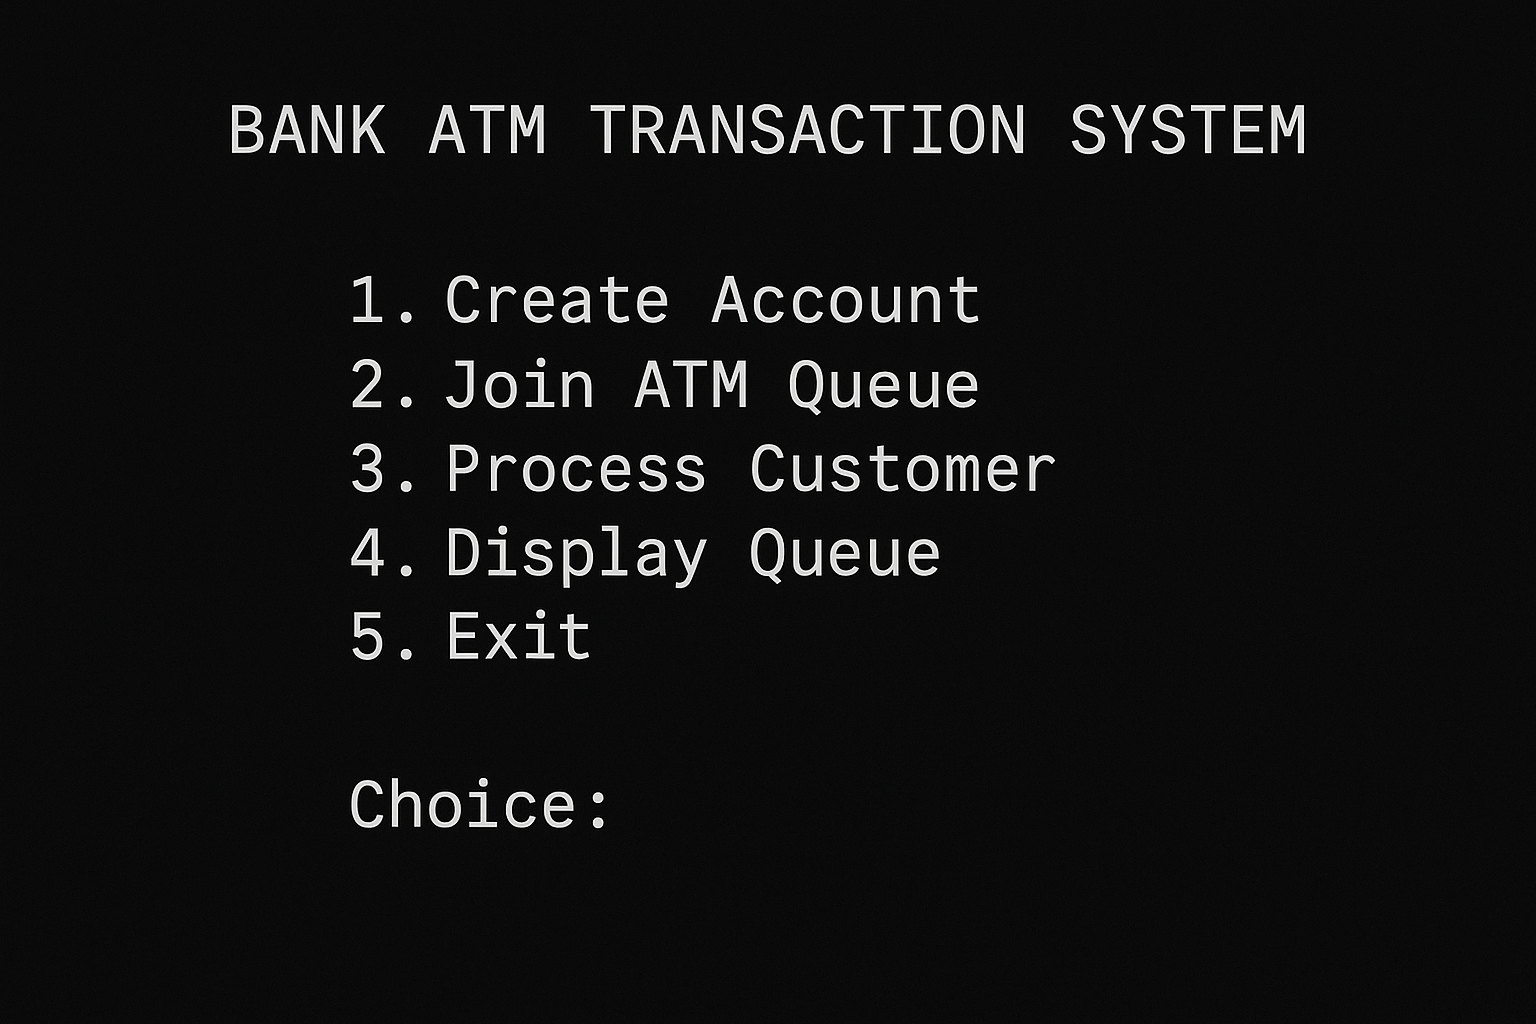 BANK ATM TRANSACTION SYSTEM
1. Create Account
2. Join ATM Queue
3. Process Customer
4. Display Queue
5. Exit
Choice: